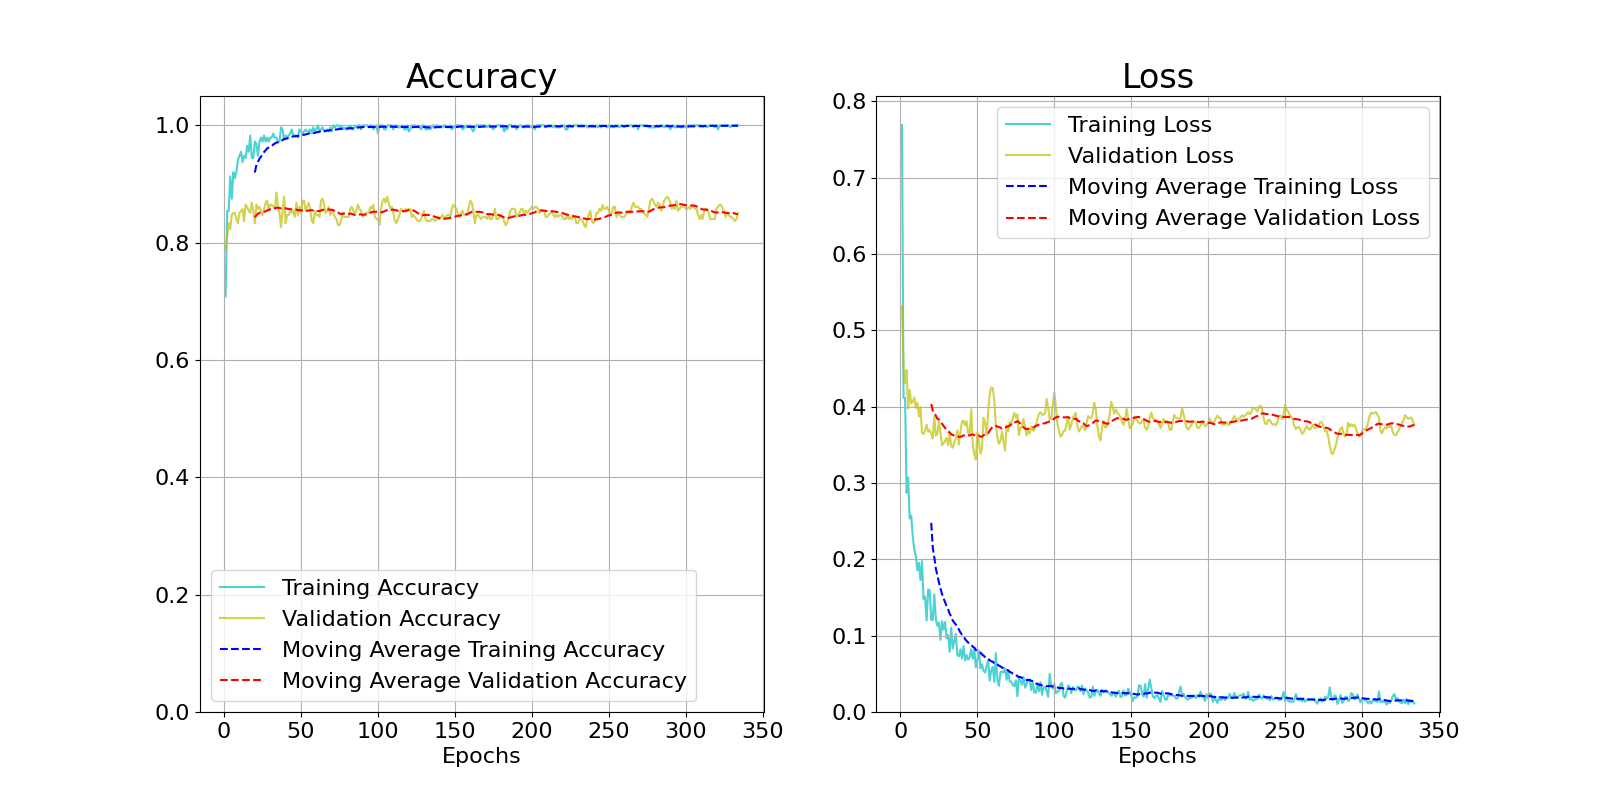 Accuracy
1.0
0.8
0.6
0.4
0.2
0.0
Training Accuracy
Validation Accuracy
Moving Average Training Accuracy
Moving Average Validation Accuracy
0 50 100 150 200 250 300 350
Epochs
Loss
0.8
0.7
0.6
0.5
0.4
0.3
0.2
0.1
0.0
Training Loss
Validation Loss
Moving Average Training Loss
Moving Average Validation Loss
0 50 100 150 200 250 300 350
Epochs